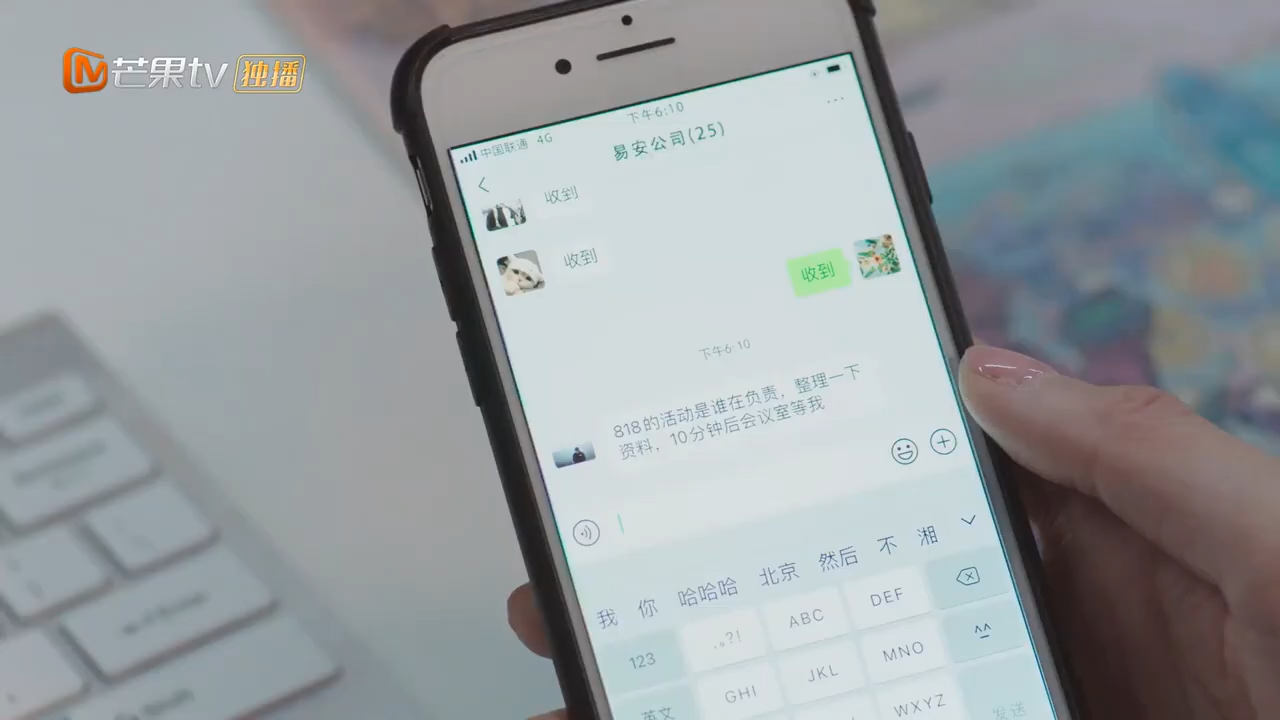 芒果tv 独播
中国联通 4G
下午6:10
易安公司(25)
收到
收到
收到
下午6:10
818的活动是谁在负责，整理一下
资料，10分钟后会议室等我
我 你 哈哈哈 北京 然后 不 湘
123 .,?! ABC DEF
英文 GHI JKL MNO ^^
WXYZ 发送